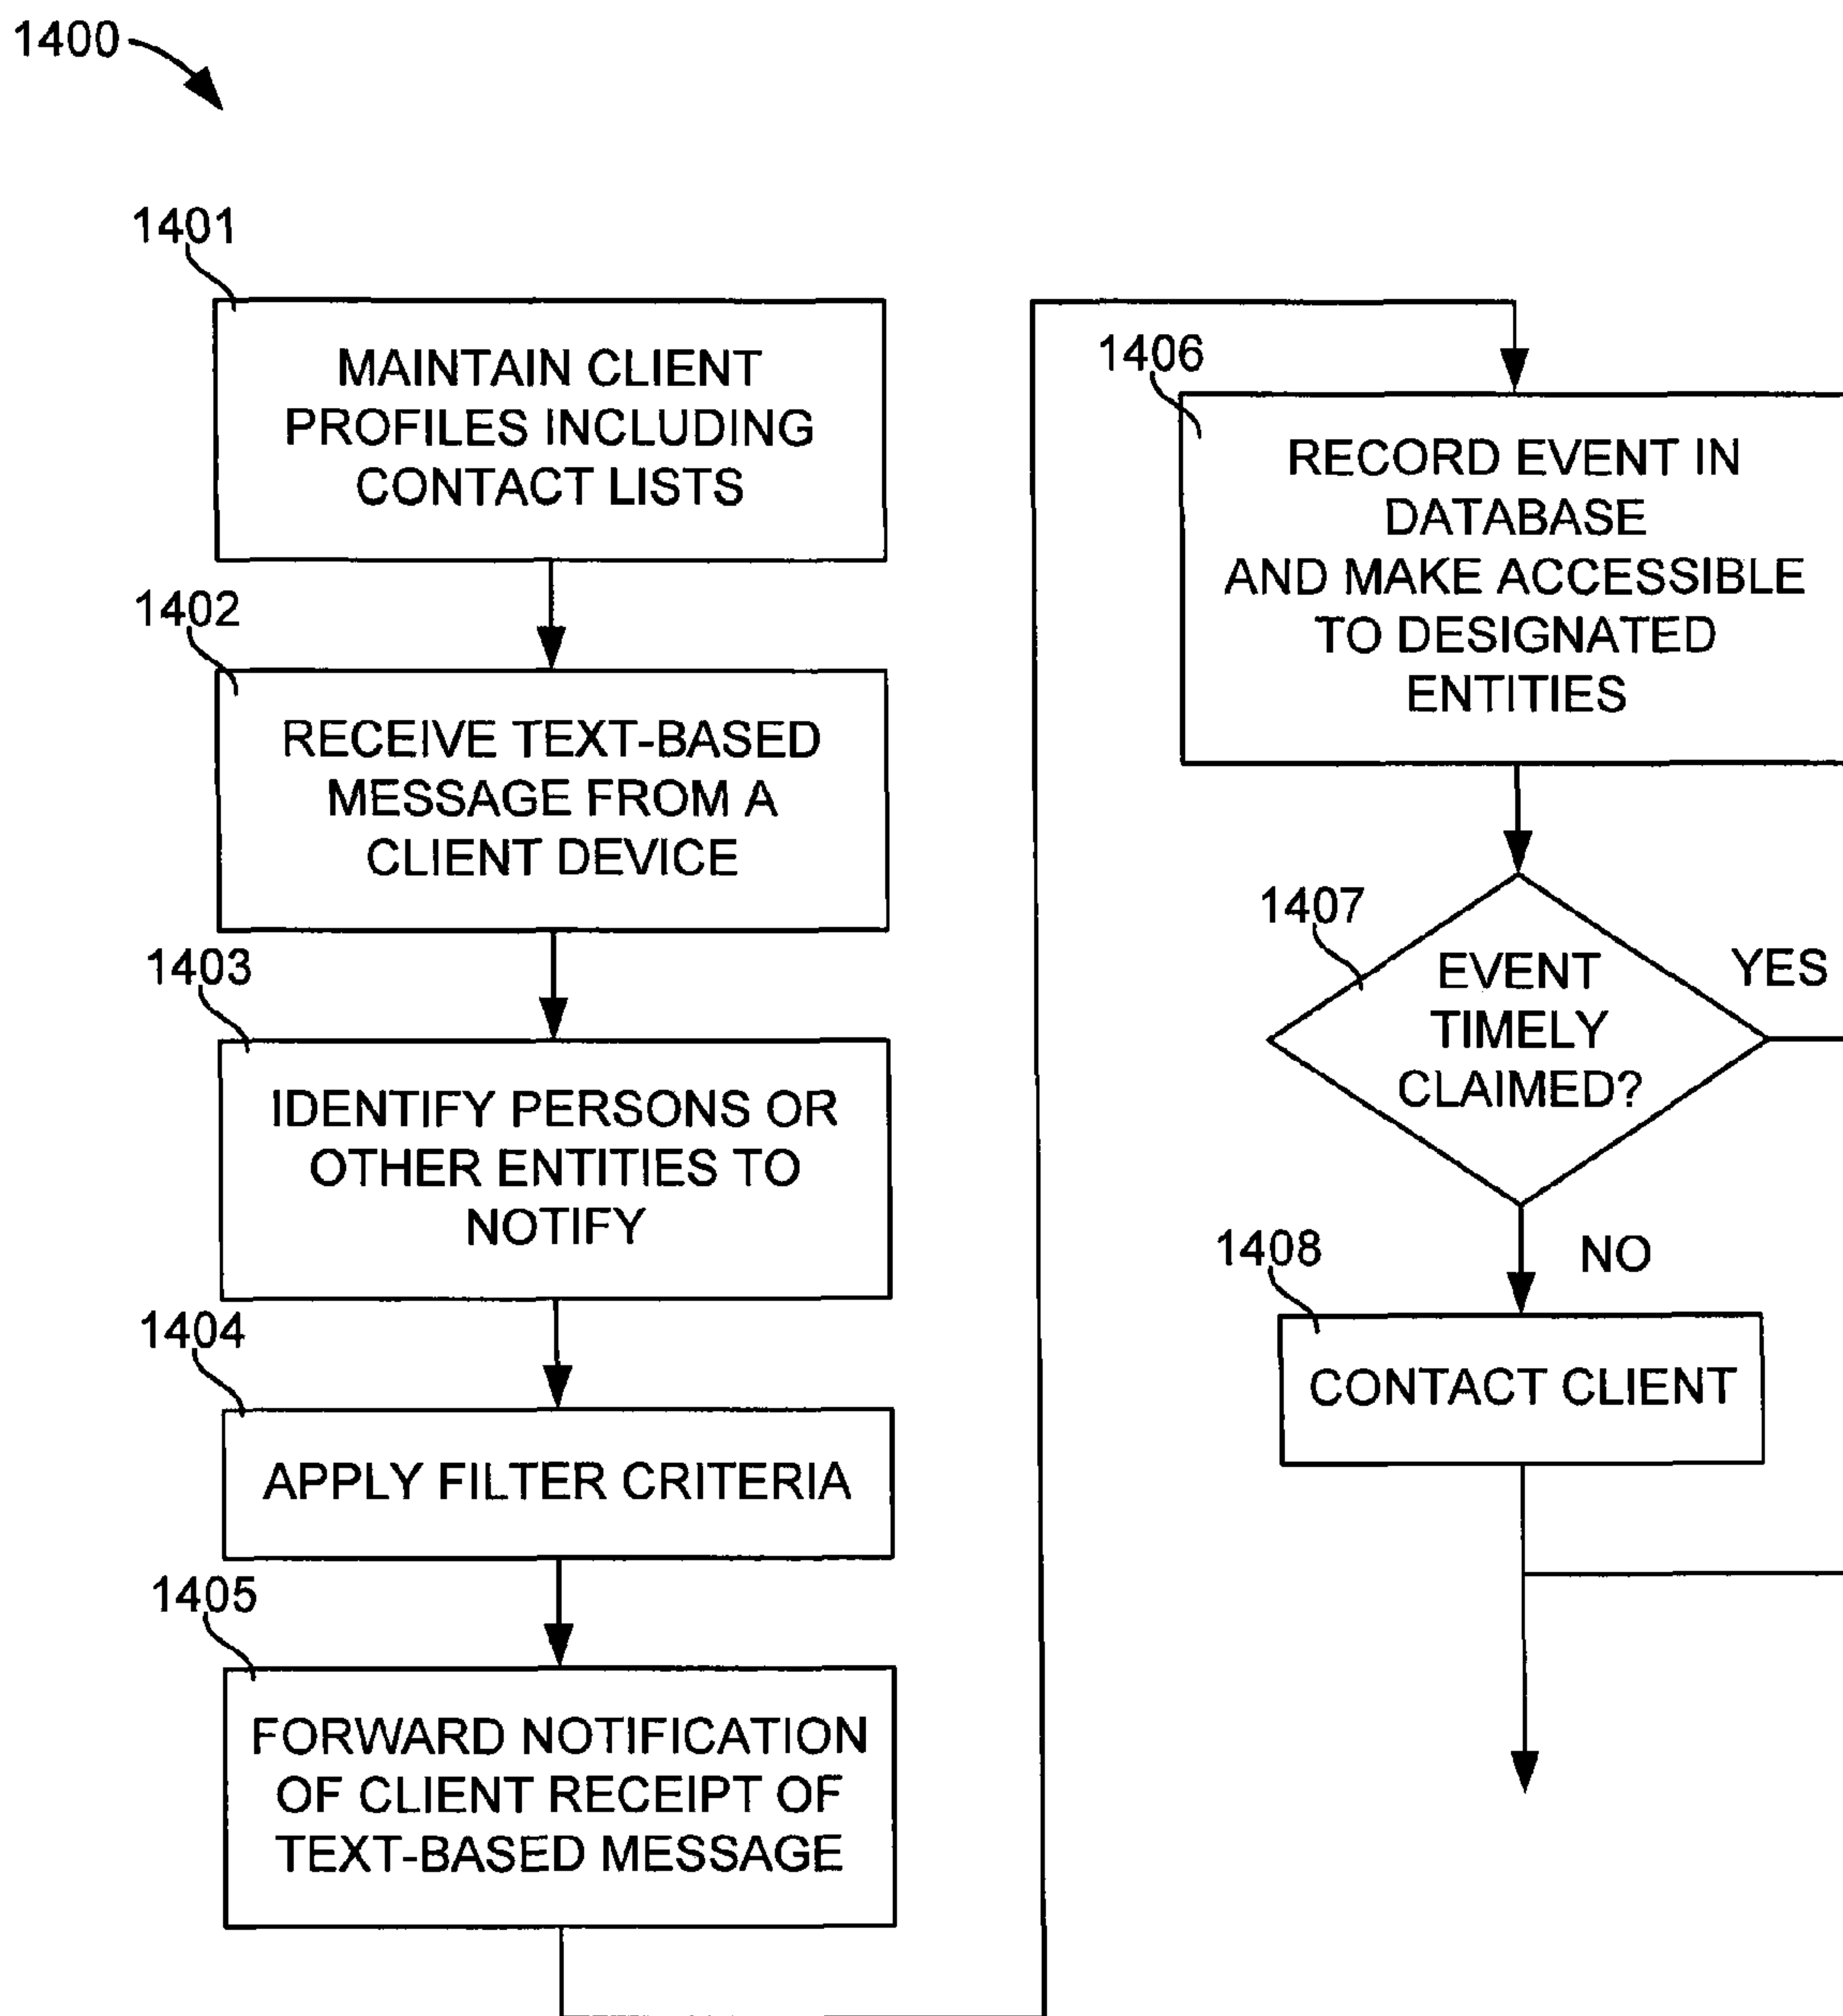 1400
1401
MAINTAIN CLIENT
PROFILES INCLUDING
CONTACT LISTS
1402
RECEIVE TEXT-BASED
MESSAGE FROM A
CLIENT DEVICE
1403
IDENTIFY PERSONS OR
OTHER ENTITIES TO
NOTIFY
1404
APPLY FILTER CRITERIA
1405
FORWARD NOTIFICATION
OF CLIENT RECEIPT OF
TEXT-BASED MESSAGE
1406
RECORD EVENT IN
DATABASE
AND MAKE ACCESSIBLE
TO DESIGNATED
ENTITIES
1407
EVENT
TIMELY
CLAIMED?
YES
NO
1408
CONTACT CLIENT